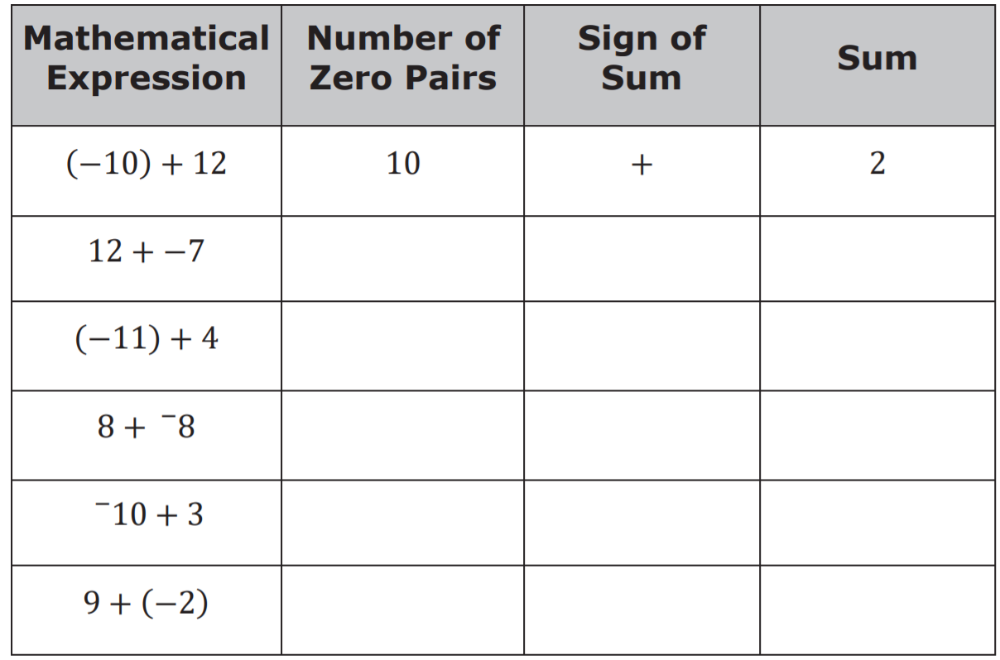 Mathematical Expression | Number of Zero Pairs | Sign of Sum | Sum
(−10) + 12 | 10 | + | 2
12 + −7
(−11) + 4
8 + ⁻8
⁻10 + 3
9 + (−2)